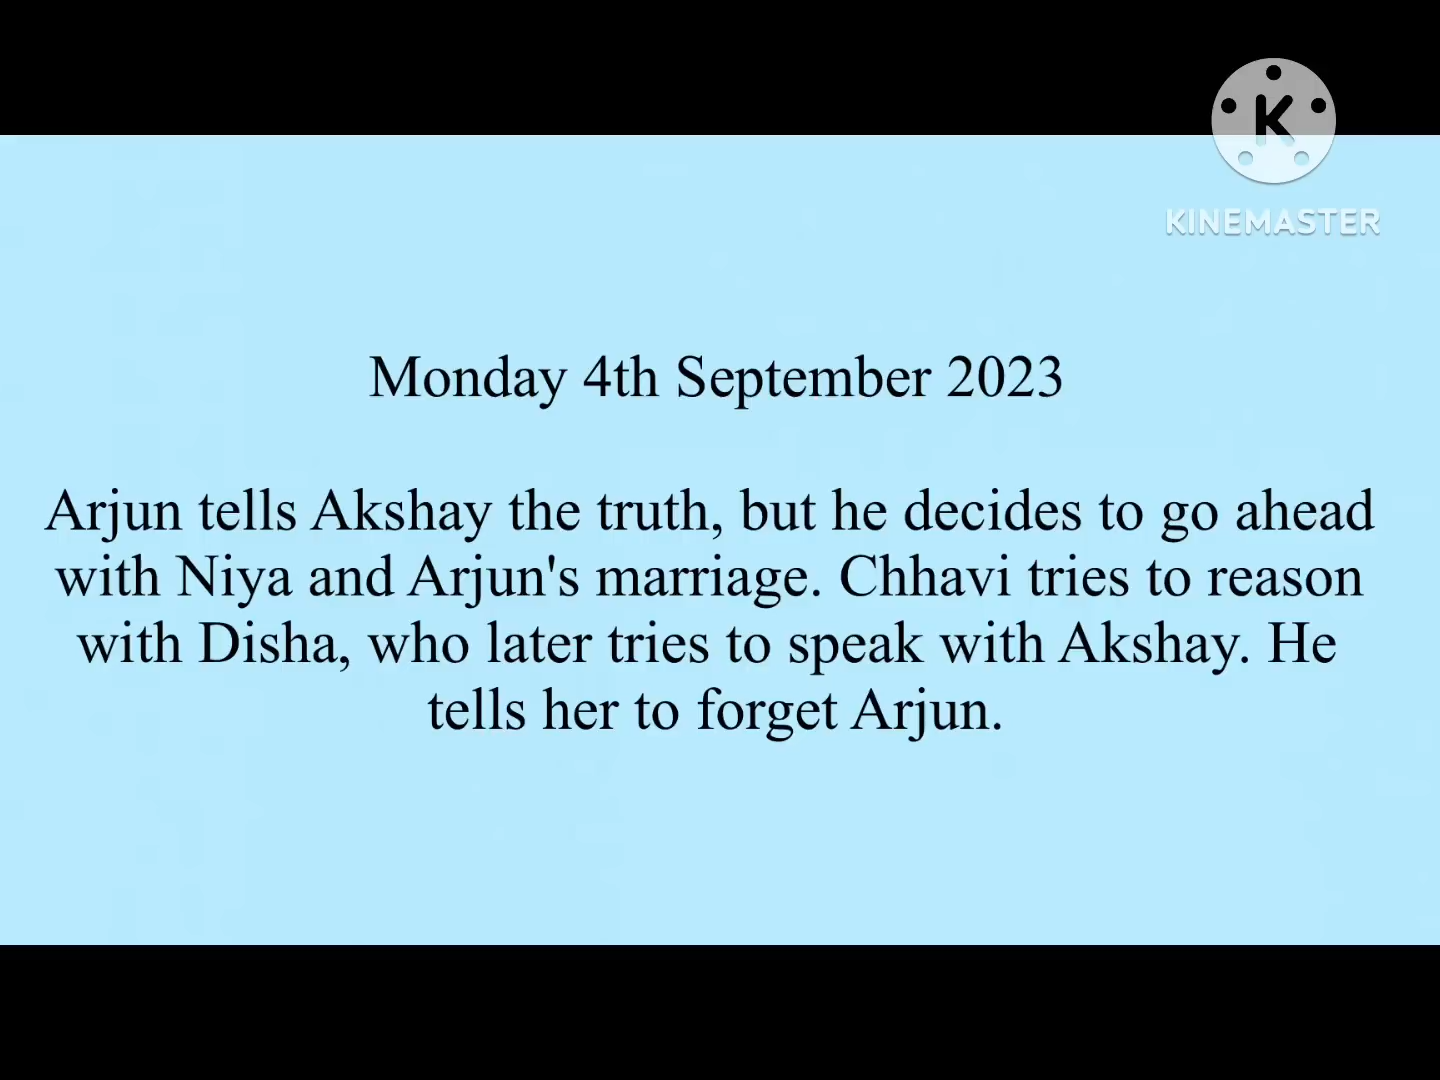 K
KINEMASTER
Monday 4th September 2023
Arjun tells Akshay the truth, but he decides to go ahead
with Niya and Arjun's marriage. Chhavi tries to reason
with Disha, who later tries to speak with Akshay. He
tells her to forget Arjun.